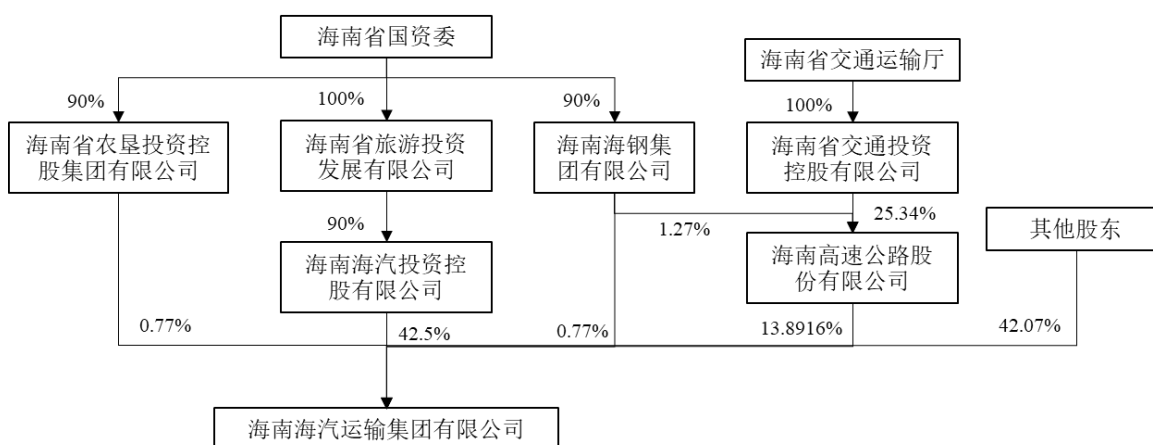 海南省国资委
海南省交通运输厅
90%
100%
90%
100%
海南省农垦投资控
股集团有限公司
海南省旅游投资
发展有限公司
海南海钢集
团有限公司
海南省交通投资
控股有限公司
90%
1.27%
25.34%
其他股东
海南海汽投资控
股有限公司
海南高速公路股
份有限公司
0.77%
42.5%
0.77%
13.8916%
42.07%
海南海汽运输集团有限公司